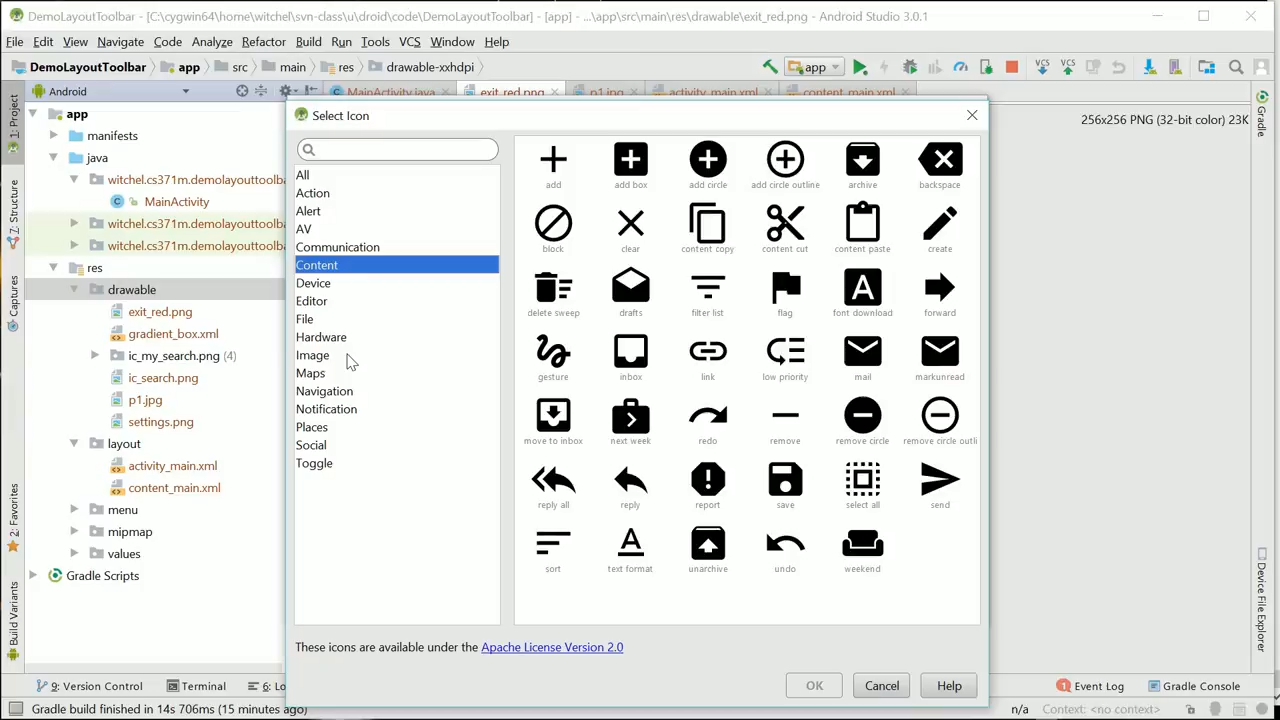 DemoLayoutToolbar - [C:\cygwin64\home\witchel\svn-class\u\droid\code\DemoLayoutToolbar] - [app] - ...\app\src\main\res\drawable\exit_red.png - Android Studio 3.0.1
File Edit View Navigate Code Analyze Refactor Build Run Tools VCS Window Help
DemoLayoutToolbar app src main res drawable-xxhdpi app VCS VCS
Android MainActivity.java exit_red.png p1.jpg activity_main.xml content_main.xml
1: Project
Z: Structure
Captures
2: Favorites
Build Variants
app
manifests
java
witchel.cs371m.demolayouttoolba
MainActivity
witchel.cs371m.demolayouttoolba
witchel.cs371m.demolayouttoolba
res
drawable
exit_red.png
gradient_box.xml
ic_my_search.png (4)
ic_search.png
p1.jpg
settings.png
layout
activity_main.xml
content_main.xml
menu
mipmap
values
Gradle Scripts
Select Icon
All
Action
Alert
AV
Communication
Content
Device
Editor
File
Hardware
Image
Maps
Navigation
Notification
Places
Social
Toggle
add add box add circle add circle outline archive backspace
block clear content copy content cut content paste create
delete sweep drafts filter list flag font download forward
gesture inbox link low priority mail markunread
move to inbox next week redo remove remove circle remove circle outli
reply all reply report save select all send
sort text format unarchive undo weekend
These icons are available under the Apache License Version 2.0
OK Cancel Help
256x256 PNG (32-bit color) 23K
Gradle
Device File Explorer
9: Version Control Terminal 6: Lo 1 Event Log Gradle Console
Gradle build finished in 14s 706ms (15 minutes ago) n/a Context: <no context>